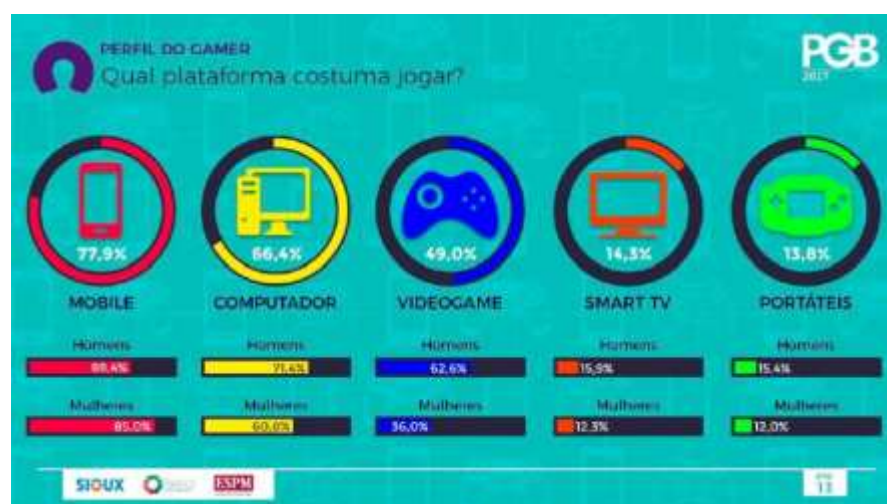 PERFIL DO GAMER
Qual plataforma costuma jogar?
PGB
2017
77,9%
66,4%
49,0%
14,3%
13,8%
MOBILE
COMPUTADOR
VIDEOGAME
SMART TV
PORTÁTEIS
Homens
Homens
Homens
Homens
Homens
71,4%
62,6%
15,9%
15,4%
Mulheres
Mulheres
Mulheres
Mulheres
Mulheres
85,0%
60,0%
36,0%
12,3%
12,0%
SIOUX
ESPM